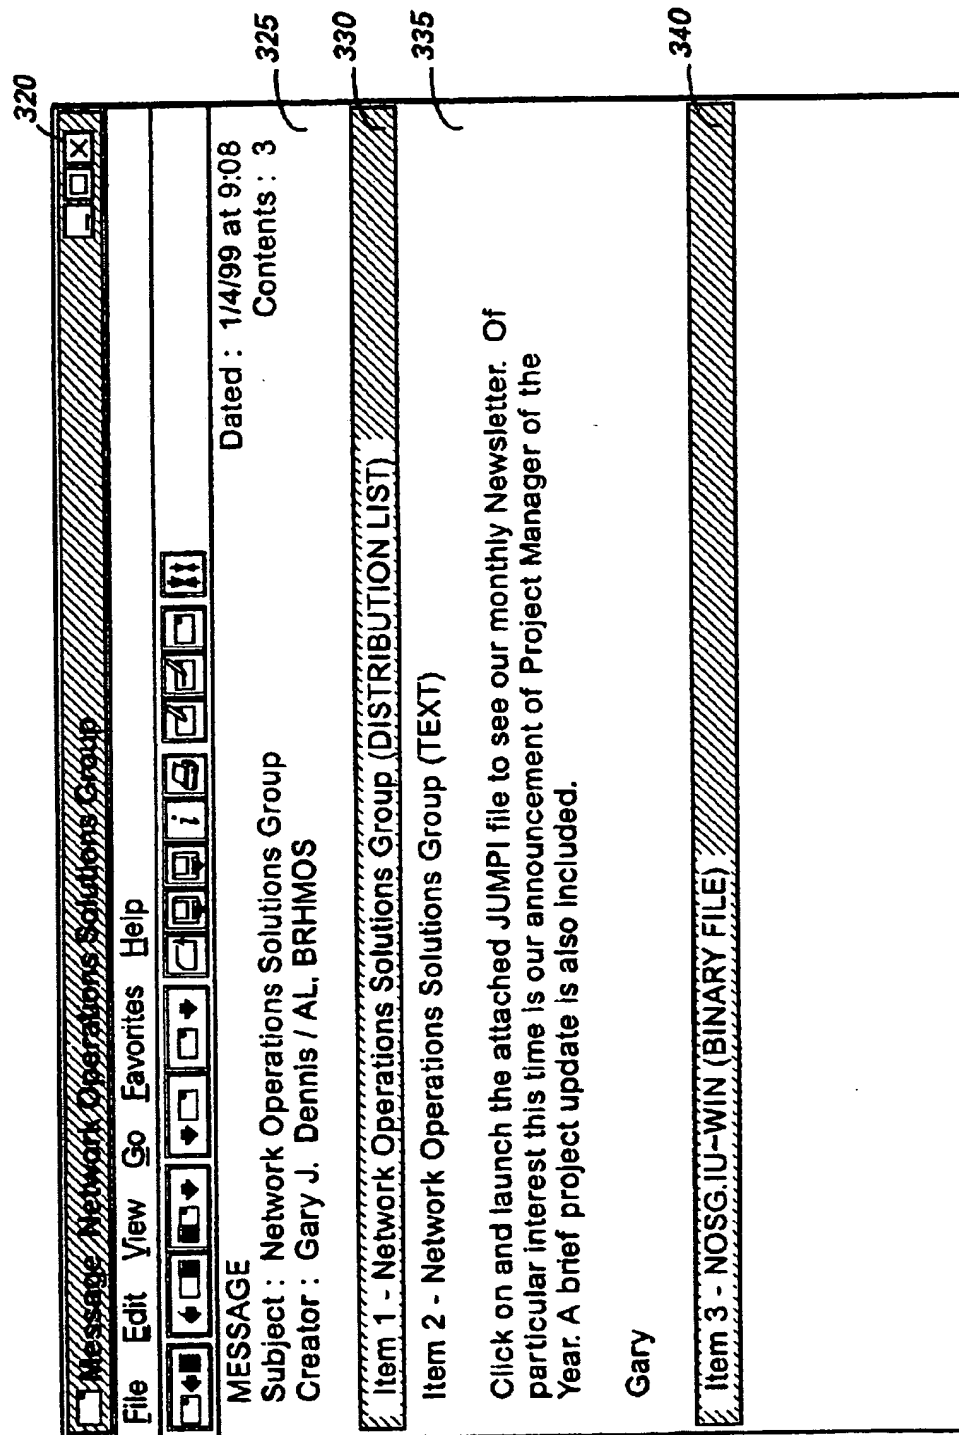 320
Message Network Operations Solutions Group
File Edit View Go Favorites Help
i
MESSAGE
Dated : 1/4/99 at 9:08
Subject : Network Operations Solutions Group
Contents : 3
Creator : Gary J. Dennis / AL, BRHMOS
325
Item 1 - Network Operations Solutions Group (DISTRIBUTION LIST)
330
Item 2 - Network Operations Solutions Group (TEXT)
335
Click on and launch the attached JUMPI file to see our monthly Newsletter. Of
particular interest this time is our announcement of Project Manager of the
Year. A brief project update is also included.
Gary
Item 3 - NOSG.IU~WIN (BINARY FILE)
340